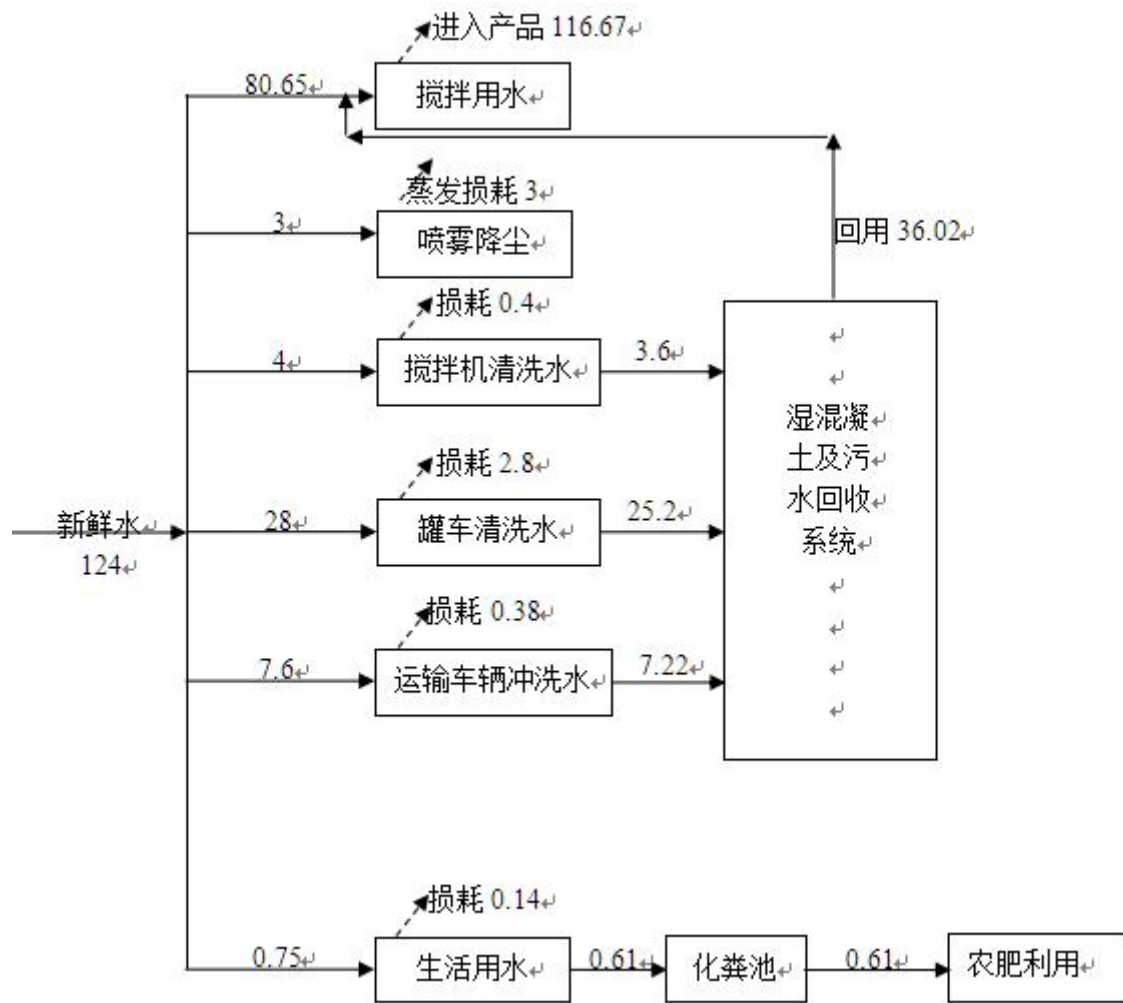 进入产品 116.67↵
80.65↵
搅拌用水↵
蒸发损耗 3↵
3↵
喷雾降尘↵
回用 36.02↵
损耗 0.4↵
4↵
搅拌机清洗水↵
3.6↵
湿混凝↵
土及污↵
水回收↵
系统↵
损耗 2.8↵
新鲜水↵
124↵
28↵
罐车清洗水↵
25.2↵
损耗 0.38↵
7.6↵
运输车辆冲洗水↵
7.22↵
损耗 0.14↵
0.75↵
生活用水↵
0.61↵
化粪池↵
0.61↵
农肥利用↵